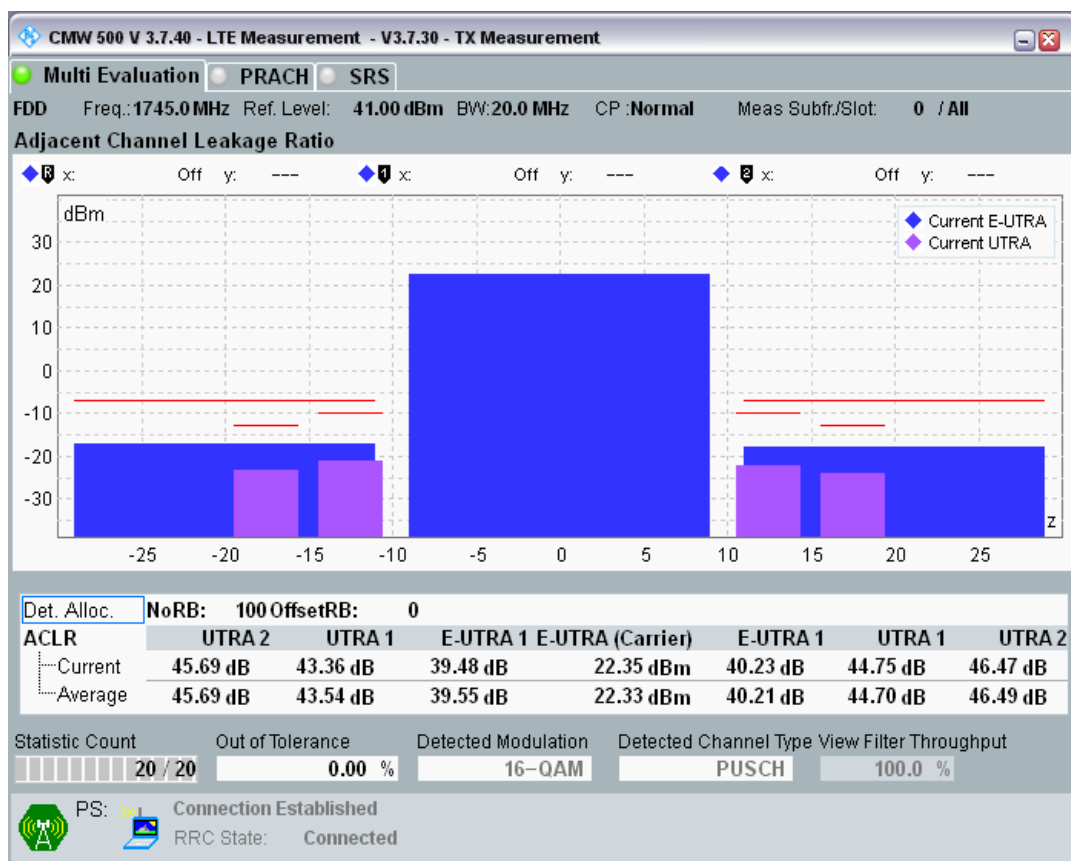 CMW 500 V 3.7.40 - LTE Measurement - V3.7.30 - TX Measurement
Multi Evaluation PRACH SRS
FDD Freq.: 1745.0 MHz Ref. Level: 41.00 dBm BW: 20.0 MHz CP : Normal Meas Subfr./Slot: 0 / All
Adjacent Channel Leakage Ratio
R x: Off y: --- 1 x: Off y: --- 2 x: Off y: ---
dBm
Current E-UTRA
Current UTRA
30
20
10
0
-10
-20
-30
z
-25 -20 -15 -10 -5 0 5 10 15 20 25
Det. Alloc. NoRB: 100 OffsetRB: 0
ACLR UTRA 2 UTRA 1 E-UTRA 1 E-UTRA (Carrier) E-UTRA 1 UTRA 1 UTRA 2
Current 45.69 dB 43.36 dB 39.48 dB 22.35 dBm 40.23 dB 44.75 dB 46.47 dB
Average 45.69 dB 43.54 dB 39.55 dB 22.33 dBm 40.21 dB 44.70 dB 46.49 dB
Statistic Count Out of Tolerance Detected Modulation Detected Channel Type View Filter Throughput
20 / 20 0.00 % 16-QAM PUSCH 100.0 %
PS: Connection Established
RRC State: Connected